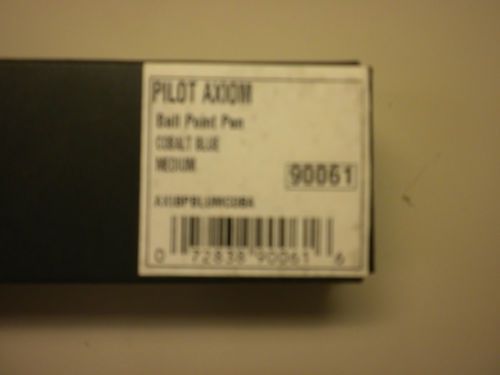 PILOT AXIOM
Ball Point Pen
COBALT BLUE
MEDIUM
90061
0 72838 90061 6